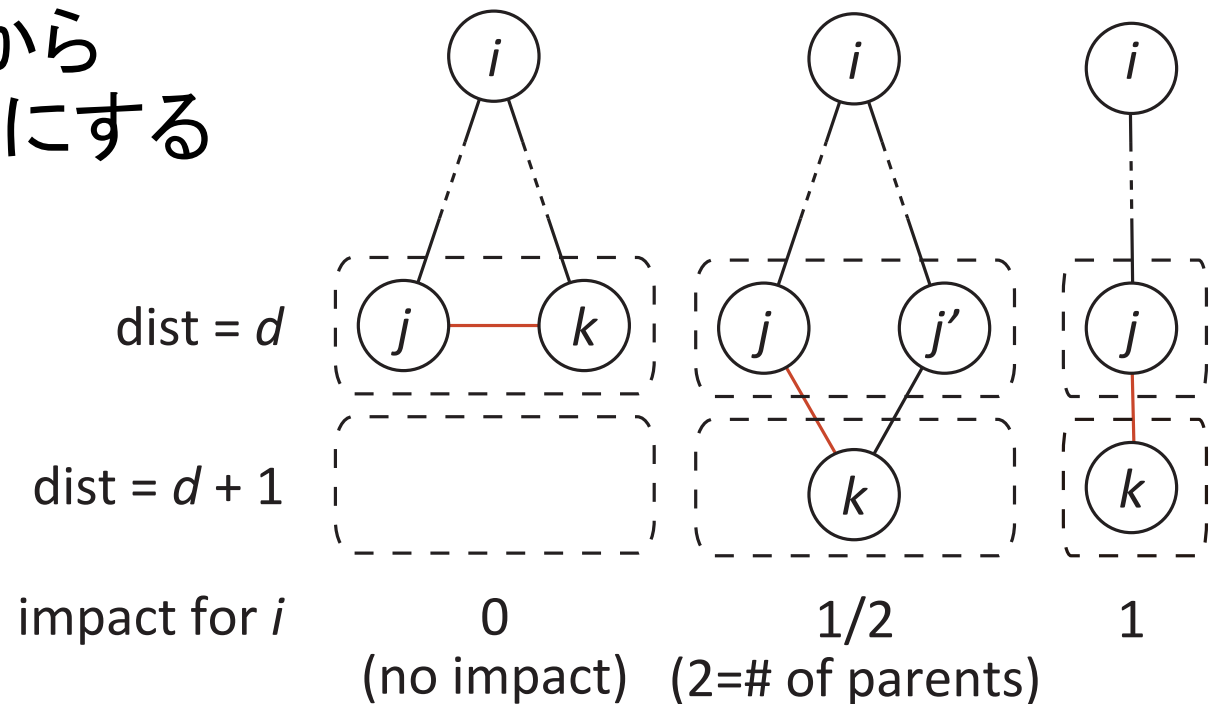 から
にする
i
i
i
dist = d
j
k
j
j’
j
dist = d + 1
k
k
impact for i
0
1/2
1
(no impact)
(2=# of parents)